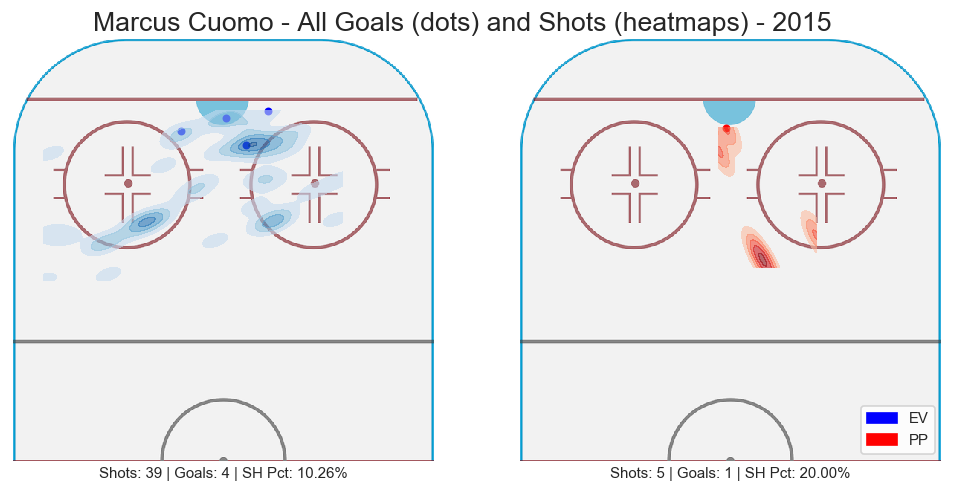 Marcus Cuomo - All Goals (dots) and Shots (heatmaps) - 2015
EV
PP
Shots: 39 | Goals: 4 | SH Pct: 10.26%
Shots: 5 | Goals: 1 | SH Pct: 20.00%